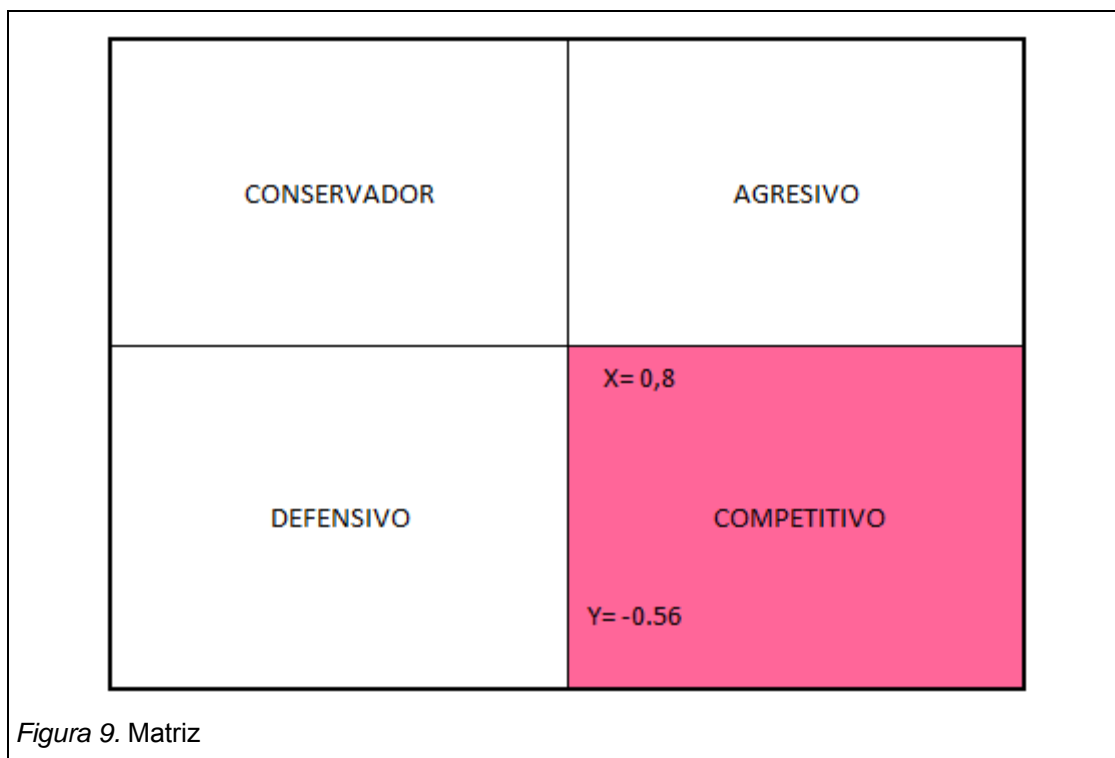 CONSERVADOR
AGRESIVO
X= 0,8
DEFENSIVO
COMPETITIVO
Y= -0.56
Figura 9. Matriz